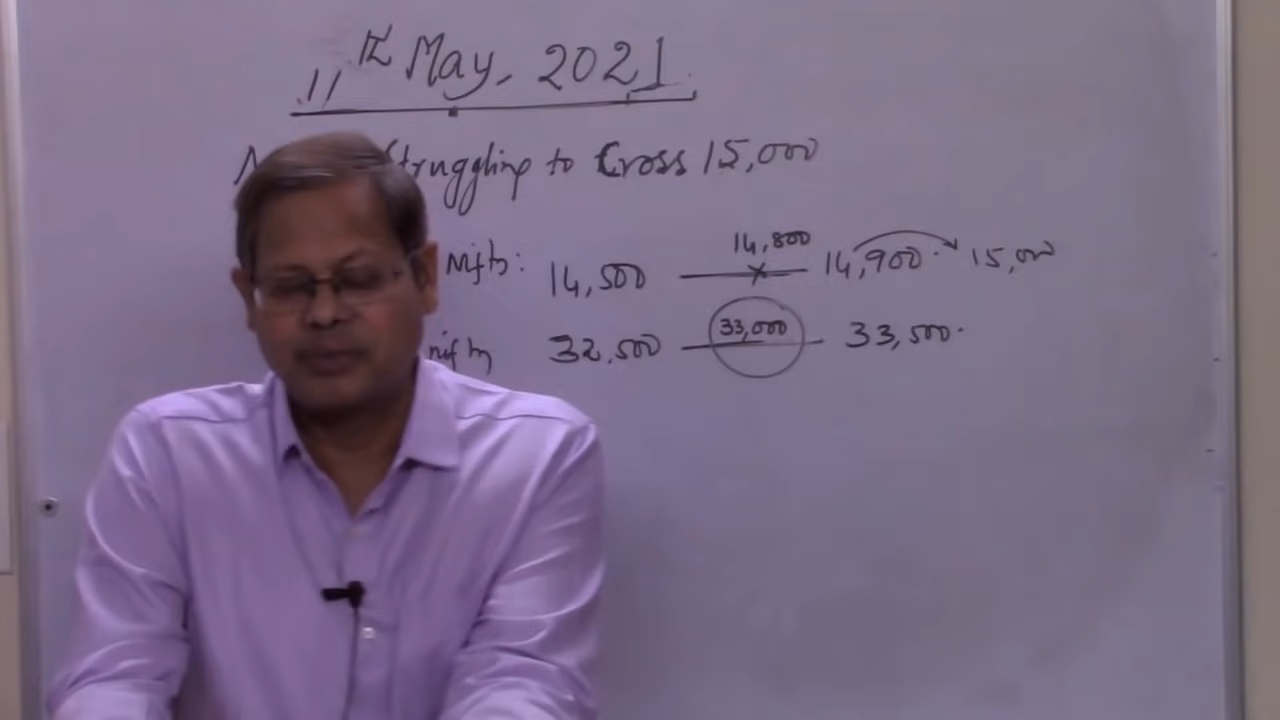 11th May, 2021
Struggling to Cross 15,000
Nifty: 14,500 14,800 14,900 15,000
nifty 32,500 33,000 33,500